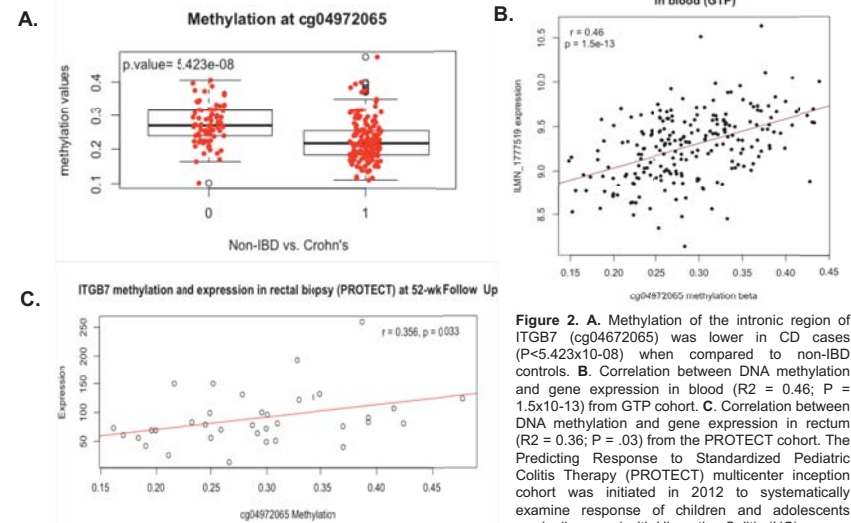 A.
Methylation at cg04972065
p.value= 5.423e-08
methylation values
0.4
0.3
0.2
0.1
0
1
Non-IBD vs. Crohn's
B.
in blood (GTP)
r = 0.46
p = 1.5e-13
ILMN_1777519 expression
10.5
10.0
9.5
9.0
8.5
0.15
0.20
0.25
0.30
0.35
0.40
0.45
cg04972065 methylation beta
C.
ITGB7 methylation and expression in rectal biopsy (PROTECT) at 52-wk Follow Up
r = 0.356, p = 0.033
Expression
250
200
150
100
50
0.15
0.20
0.25
0.30
0.35
0.40
0.45
cg04972065 Methylation
Figure 2. A. Methylation of the intronic region of
ITGB7 (cg04672065) was lower in CD cases
(P<5.423x10-08) when compared to non-IBD
controls. B. Correlation between DNA methylation
and gene expression in blood (R2 = 0.46; P =
1.5x10-13) from GTP cohort. C. Correlation between
DNA methylation and gene expression in rectum
(R2 = 0.36; P = .03) from the PROTECT cohort. The
Predicting Response to Standardized Pediatric
Colitis Therapy (PROTECT) multicenter inception
cohort was initiated in 2012 to systematically
examine response of children and adolescents